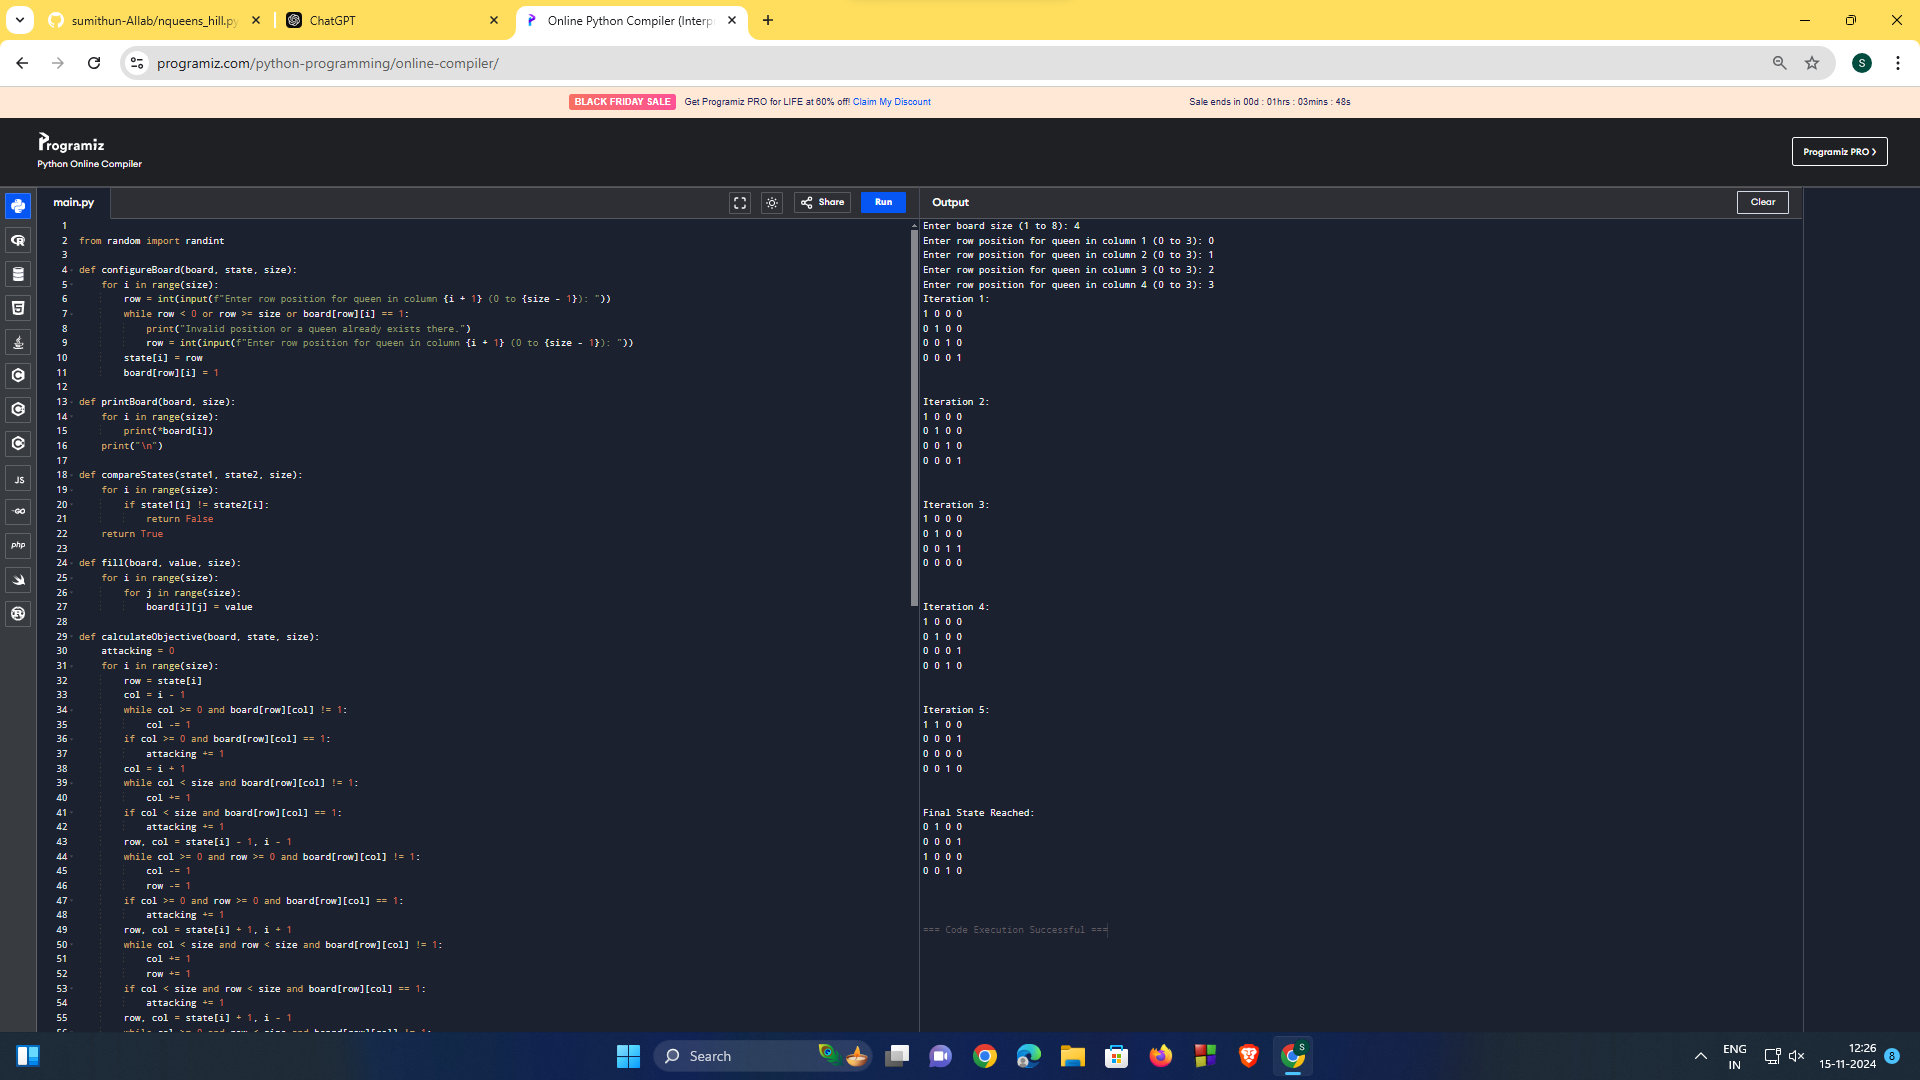 sumithun-Allab/nqueens_hill.py
ChatGPT
Online Python Compiler (Interp
programiz.com/python-programming/online-compiler/
S
BLACK FRIDAY SALE Get Programiz PRO for LIFE at 60% off! Claim My Discount
Sale ends in 00d : 01hrs : 03mins : 48s
Programiz
Python Online Compiler
Programiz PRO >
main.py
Share
Run
Output
Clear
JS
GO
php
1
2 from random import randint
3
4 def configureBoard(board, state, size):
5 for i in range(size):
6 row = int(input(f"Enter row position for queen in column {i + 1} (0 to {size - 1}): "))
7 while row < 0 or row >= size or board[row][i] == 1:
8 print("Invalid position or a queen already exists there.")
9 row = int(input(f"Enter row position for queen in column {i + 1} (0 to {size - 1}): "))
10 state[i] = row
11 board[row][i] = 1
12
13 def printBoard(board, size):
14 for i in range(size):
15 print(*board[i])
16 print("\n")
17
18 def compareStates(state1, state2, size):
19 for i in range(size):
20 if state1[i] != state2[i]:
21 return False
22 return True
23
24 def fill(board, value, size):
25 for i in range(size):
26 for j in range(size):
27 board[i][j] = value
28
29 def calculateObjective(board, state, size):
30 attacking = 0
31 for i in range(size):
32 row = state[i]
33 col = i - 1
34 while col >= 0 and board[row][col] != 1:
35 col -= 1
36 if col >= 0 and board[row][col] == 1:
37 attacking += 1
38 col = i + 1
39 while col < size and board[row][col] != 1:
40 col += 1
41 if col < size and board[row][col] == 1:
42 attacking += 1
43 row, col = state[i] - 1, i - 1
44 while col >= 0 and row >= 0 and board[row][col] != 1:
45 col -= 1
46 row -= 1
47 if col >= 0 and row >= 0 and board[row][col] == 1:
48 attacking += 1
49 row, col = state[i] + 1, i + 1
50 while col < size and row < size and board[row][col] != 1:
51 col += 1
52 row += 1
53 if col < size and row < size and board[row][col] == 1:
54 attacking += 1
55 row, col = state[i] + 1, i - 1
Enter board size (1 to 8): 4
Enter row position for queen in column 1 (0 to 3): 0
Enter row position for queen in column 2 (0 to 3): 1
Enter row position for queen in column 3 (0 to 3): 2
Enter row position for queen in column 4 (0 to 3): 3
Iteration 1:
1 0 0 0
0 1 0 0
0 0 1 0
0 0 0 1
Iteration 2:
1 0 0 0
0 1 0 0
0 0 1 0
0 0 0 1
Iteration 3:
1 0 0 0
0 1 0 0
0 0 1 1
0 0 0 0
Iteration 4:
1 0 0 0
0 1 0 0
0 0 0 1
0 0 1 0
Iteration 5:
1 1 0 0
0 0 0 1
0 0 0 0
0 0 1 0
Final State Reached:
0 1 0 0
0 0 0 1
1 0 0 0
0 0 1 0
=== Code Execution Successful ===
Search
S
ENG
IN
12:26
15-11-2024
8